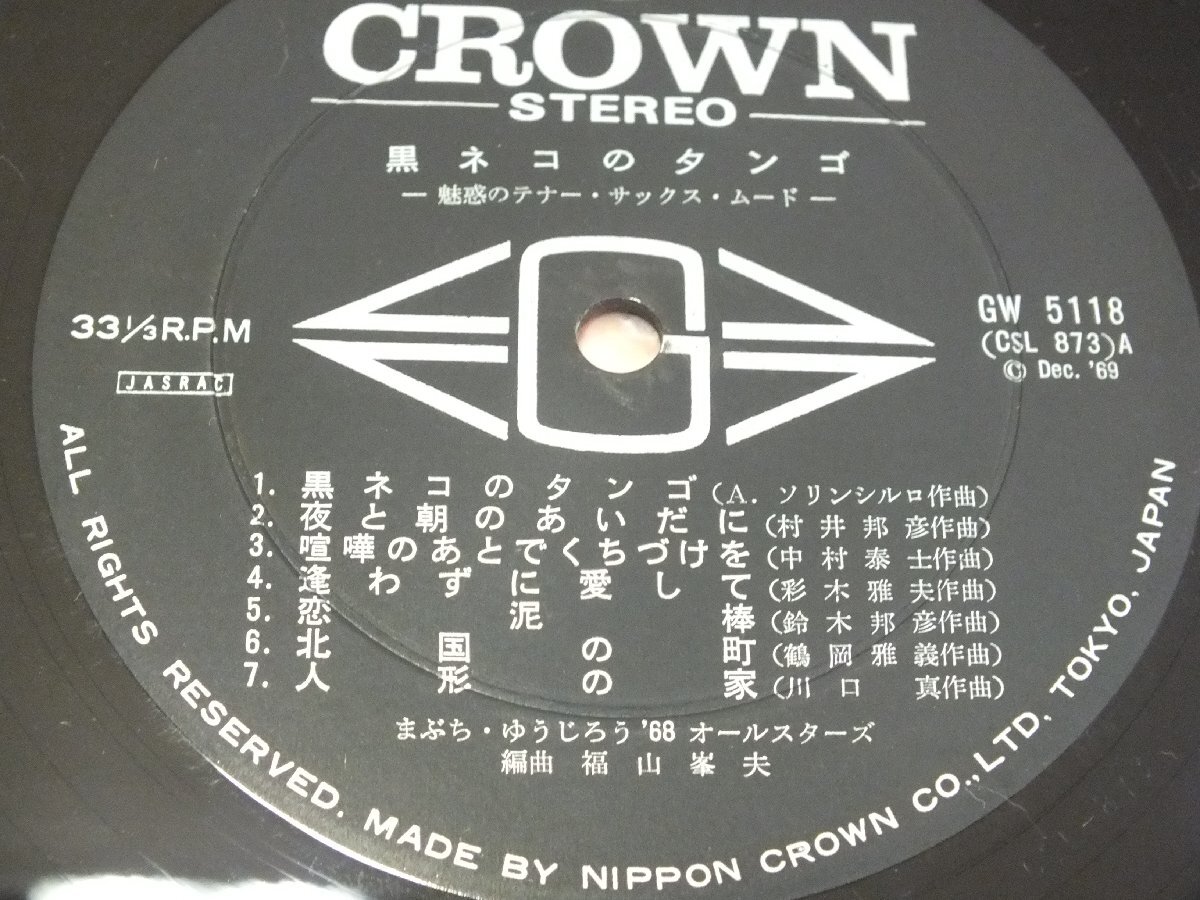 CROWN
STEREO
黒ネコのタンゴ
― 魅惑のテナー・サックス・ムード ―
33⅓ R.P.M
JASRAC
GW 5118
(CSL 873)A
© Dec. '69
1. 黒ネコのタンゴ(A. ソリンシルロ作曲)
2. 夜と朝のあいだに(村井邦彦作曲)
3. 喧嘩のあとでくちづけを(中村泰士作曲)
4. 逢わずに愛して(彩木雅夫作曲)
5. 恋泥棒(鈴木邦彦作曲)
6. 北国の町(鶴岡雅義作曲)
7. 人形の家(川口真作曲)
まぶち・ゆうじろう'68 オールスターズ
編曲 福山峯夫
ALL RIGHTS RESERVED. MADE BY NIPPON CROWN CO.,LTD, TOKYO, JAPAN